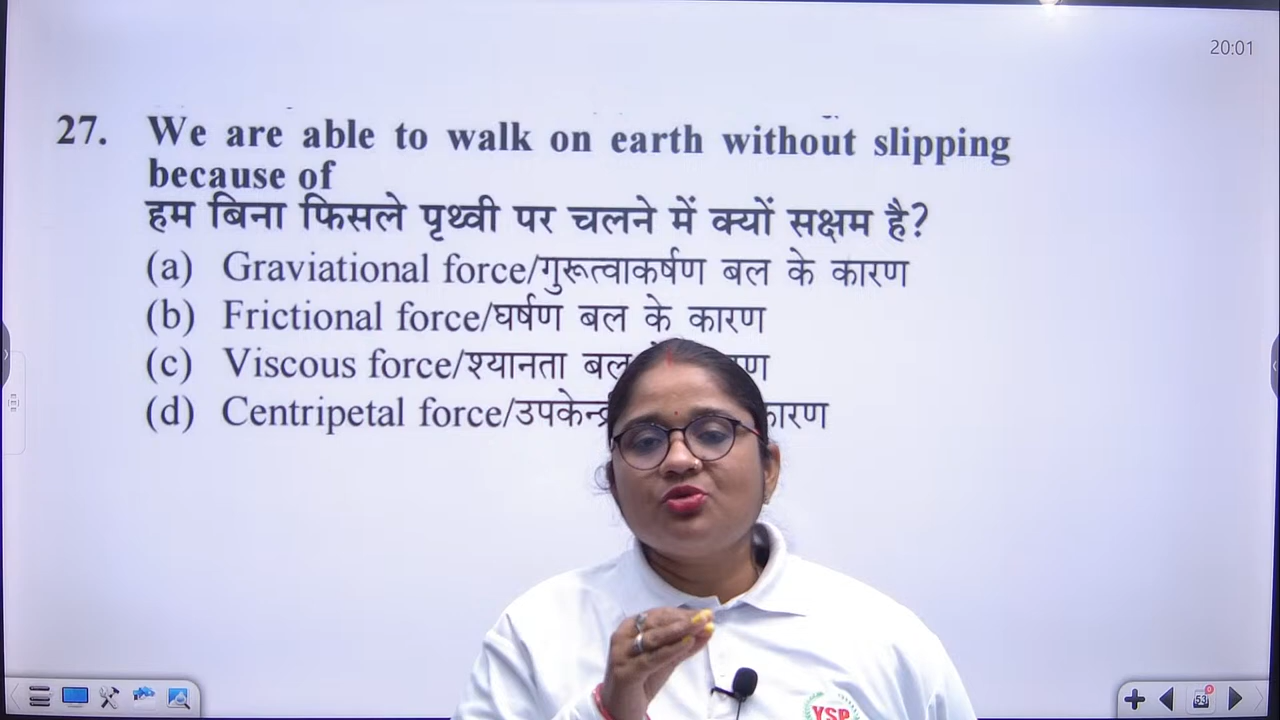 20:01
27. We are able to walk on earth without slipping
because of
हम बिना फिसले पृथ्वी पर चलने में क्यों सक्षम है?
(a) Graviational force/गुरूत्वाकर्षण बल के कारण
(b) Frictional force/घर्षण बल के कारण
(c) Viscous force/श्यानता बल
(d) Centripetal force/ कारण
53
YSP